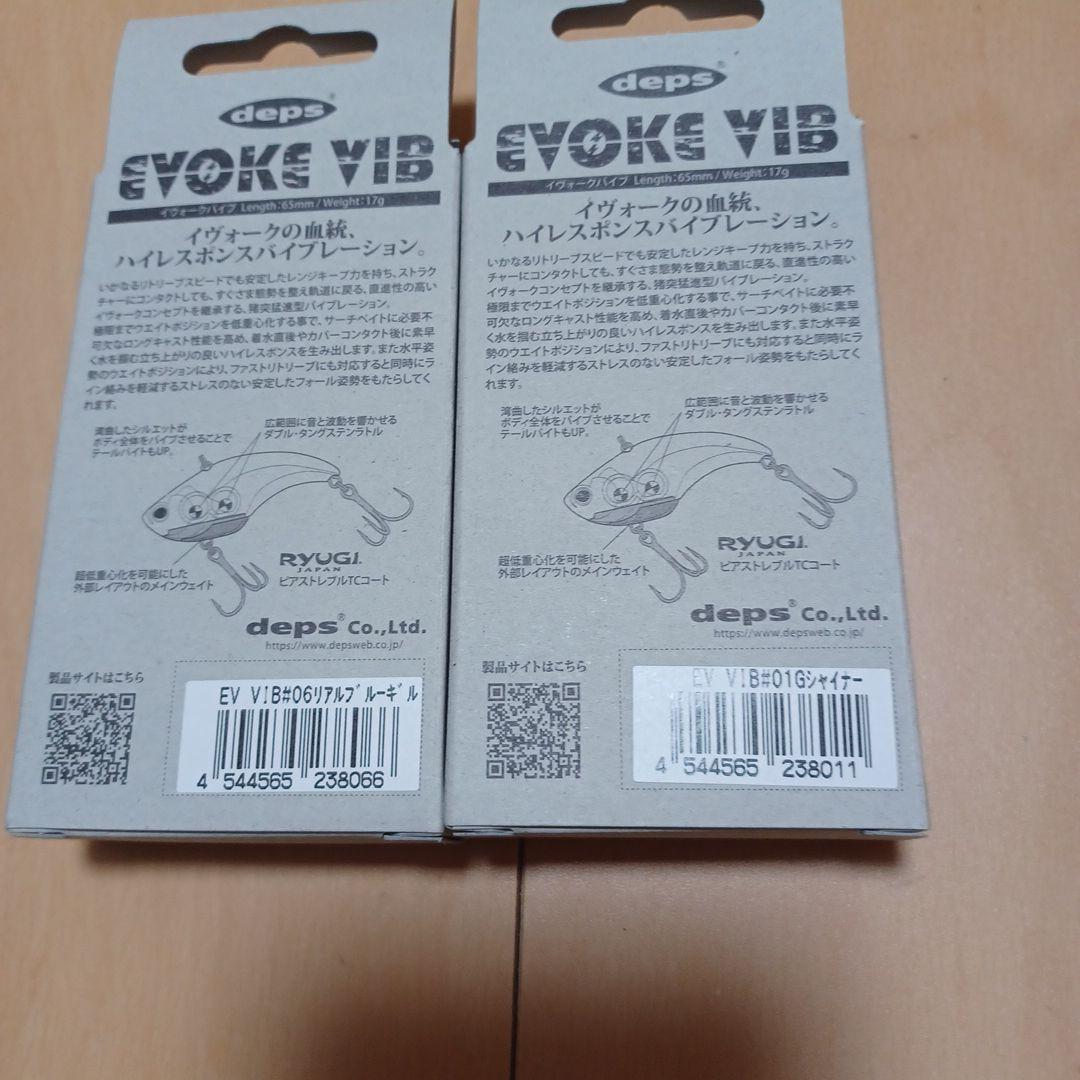 deps®
EVOKE VIB
イヴォークバイブ Length:65mm / Weight:17g
イヴォークの血統、
ハイレスポンスバイブレーション。
いかなるリトリーブスピードでも安定したレンジキープ力を持ち、ストラク
チャーにコンタクトしても、すぐさま態勢を整え軌道に戻る、直進性の高い
イヴォークコンセプトを継承する、猪突猛進型バイブレーション。
極限までウエイトポジションを低重心化する事で、サーチベイトに必要不
可欠なロングキャスト性能を高め、着水直後やカバーコンタクト後に素早
く水を掴む立ち上がりの良いハイレスポンスを生み出します。また水平姿
勢のウエイトポジションにより、ファストリトリーブにも対応すると同時にラ
イン絡みを軽減するストレスのない安定したフォール姿勢をもたらしてく
れます。
湾曲したシルエットが
ボディ全体をバイブさせることで
テールバイトもUP。
広範囲に音と波動を響かせる
ダブル・タングステンラトル
超低重心化を可能にした
外部レイアウトのメインウェイト
RYUGI
JAPAN
ピアストレブルTCコート
deps® Co.,Ltd.
https://www.depsweb.co.jp/
製品サイトはこちら
EV VIB#06リアルブルーギル
4 544565 238066
deps®
EVOKE VIB
イヴォークバイブ Length:65mm / Weight:17g
イヴォークの血統、
ハイレスポンスバイブレーション。
いかなるリトリーブスピードでも安定したレンジキープ力を持ち、ストラク
チャーにコンタクトしても、すぐさま態勢を整え軌道に戻る、直進性の高い
イヴォークコンセプトを継承する、猪突猛進型バイブレーション。
極限までウエイトポジションを低重心化する事で、サーチベイトに必要不
可欠なロングキャスト性能を高め、着水直後やカバーコンタクト後に素早
く水を掴む立ち上がりの良いハイレスポンスを生み出します。また水平姿
勢のウエイトポジションにより、ファストリトリーブにも対応すると同時にラ
イン絡みを軽減するストレスのない安定したフォール姿勢をもたらしてく
れます。
湾曲したシルエットが
ボディ全体をバイブさせることで
テールバイトもUP。
広範囲に音と波動を響かせる
ダブル・タングステンラトル
超低重心化を可能にした
外部レイアウトのメインウェイト
RYUGI
JAPAN
ピアストレブルTCコート
deps® Co.,Ltd.
https://www.depsweb.co.jp/
製品サイトはこちら
EV VIB#01Gシャイナー
4 544565 238011